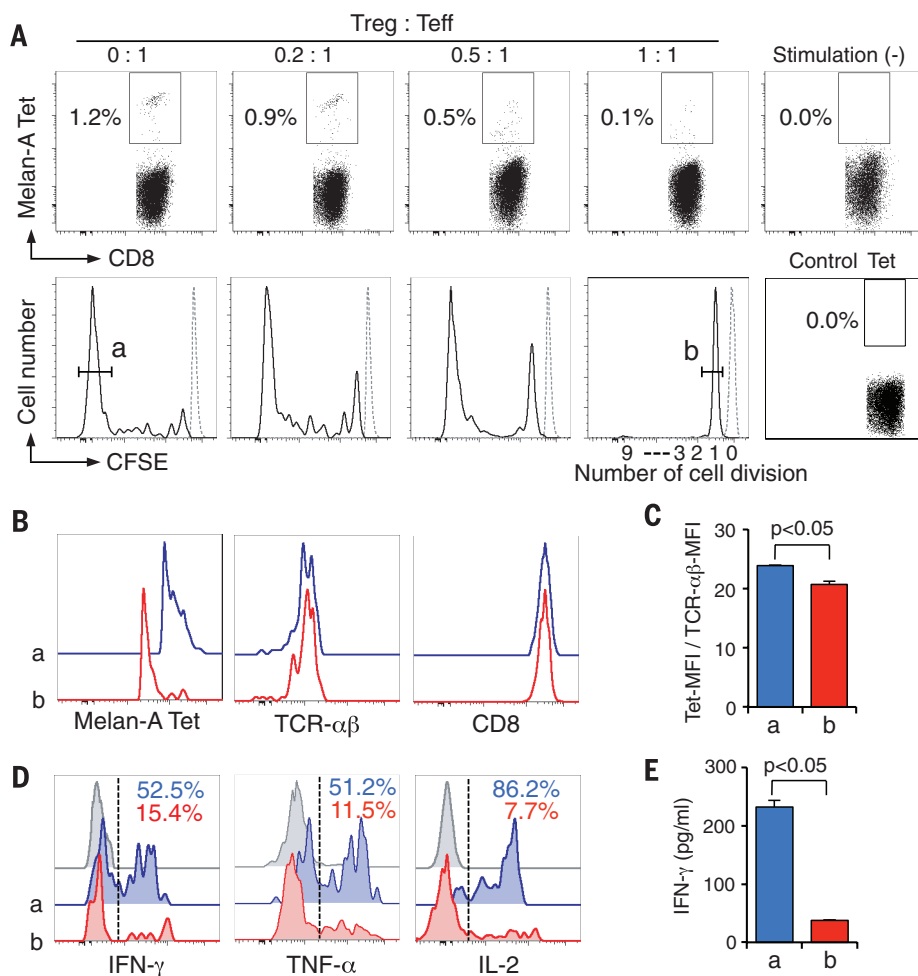 A
Treg : Teff
0 : 1
0.2 : 1
0.5 : 1
1 : 1
Stimulation (-)
Melan-A Tet
1.2%
0.9%
0.5%
0.1%
0.0%
CD8
Control Tet
Cell number
a
b
0.0%
CFSE
9 --- 3 2 1 0
Number of cell division
B
a
b
Melan-A Tet
TCR-αβ
CD8
C
p<0.05
Tet-MFI / TCR-αβ-MFI
30
20
10
0
a
b
D
52.5%
15.4%
51.2%
11.5%
86.2%
7.7%
a
b
IFN-γ
TNF-α
IL-2
E
p<0.05
IFN-γ (pg/ml)
300
200
100
0
a
b